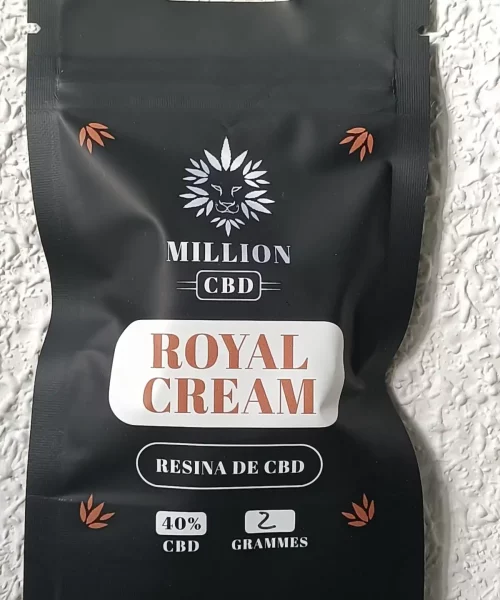 MILLION
CBD
ROYAL
CREAM
RESINA DE CBD
40% 2
CBD GRAMMES